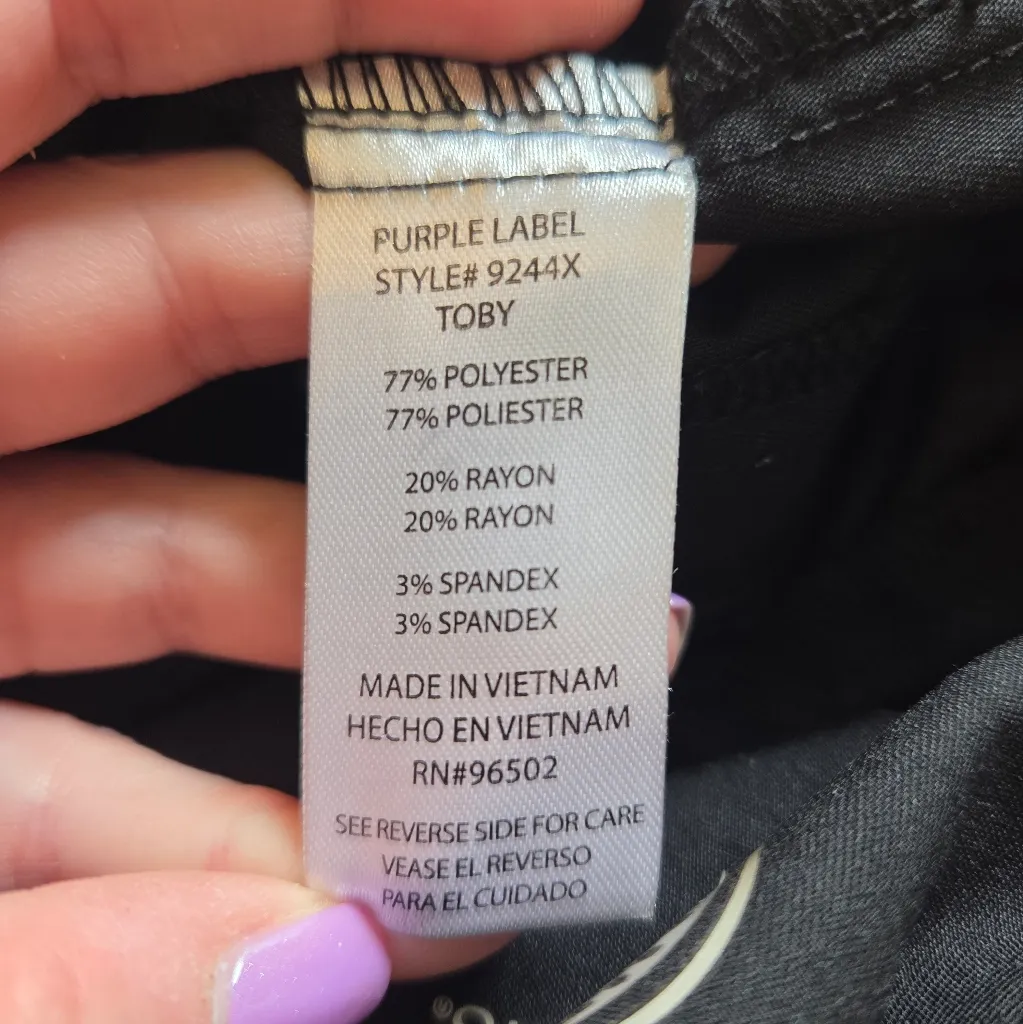 PURPLE LABEL
STYLE# 9244X
TOBY
77% POLYESTER
77% POLIESTER
20% RAYON
20% RAYON
3% SPANDEX
3% SPANDEX
MADE IN VIETNAM
HECHO EN VIETNAM
RN#96502
SEE REVERSE SIDE FOR CARE
VEASE EL REVERSO
PARA EL CUIDADO